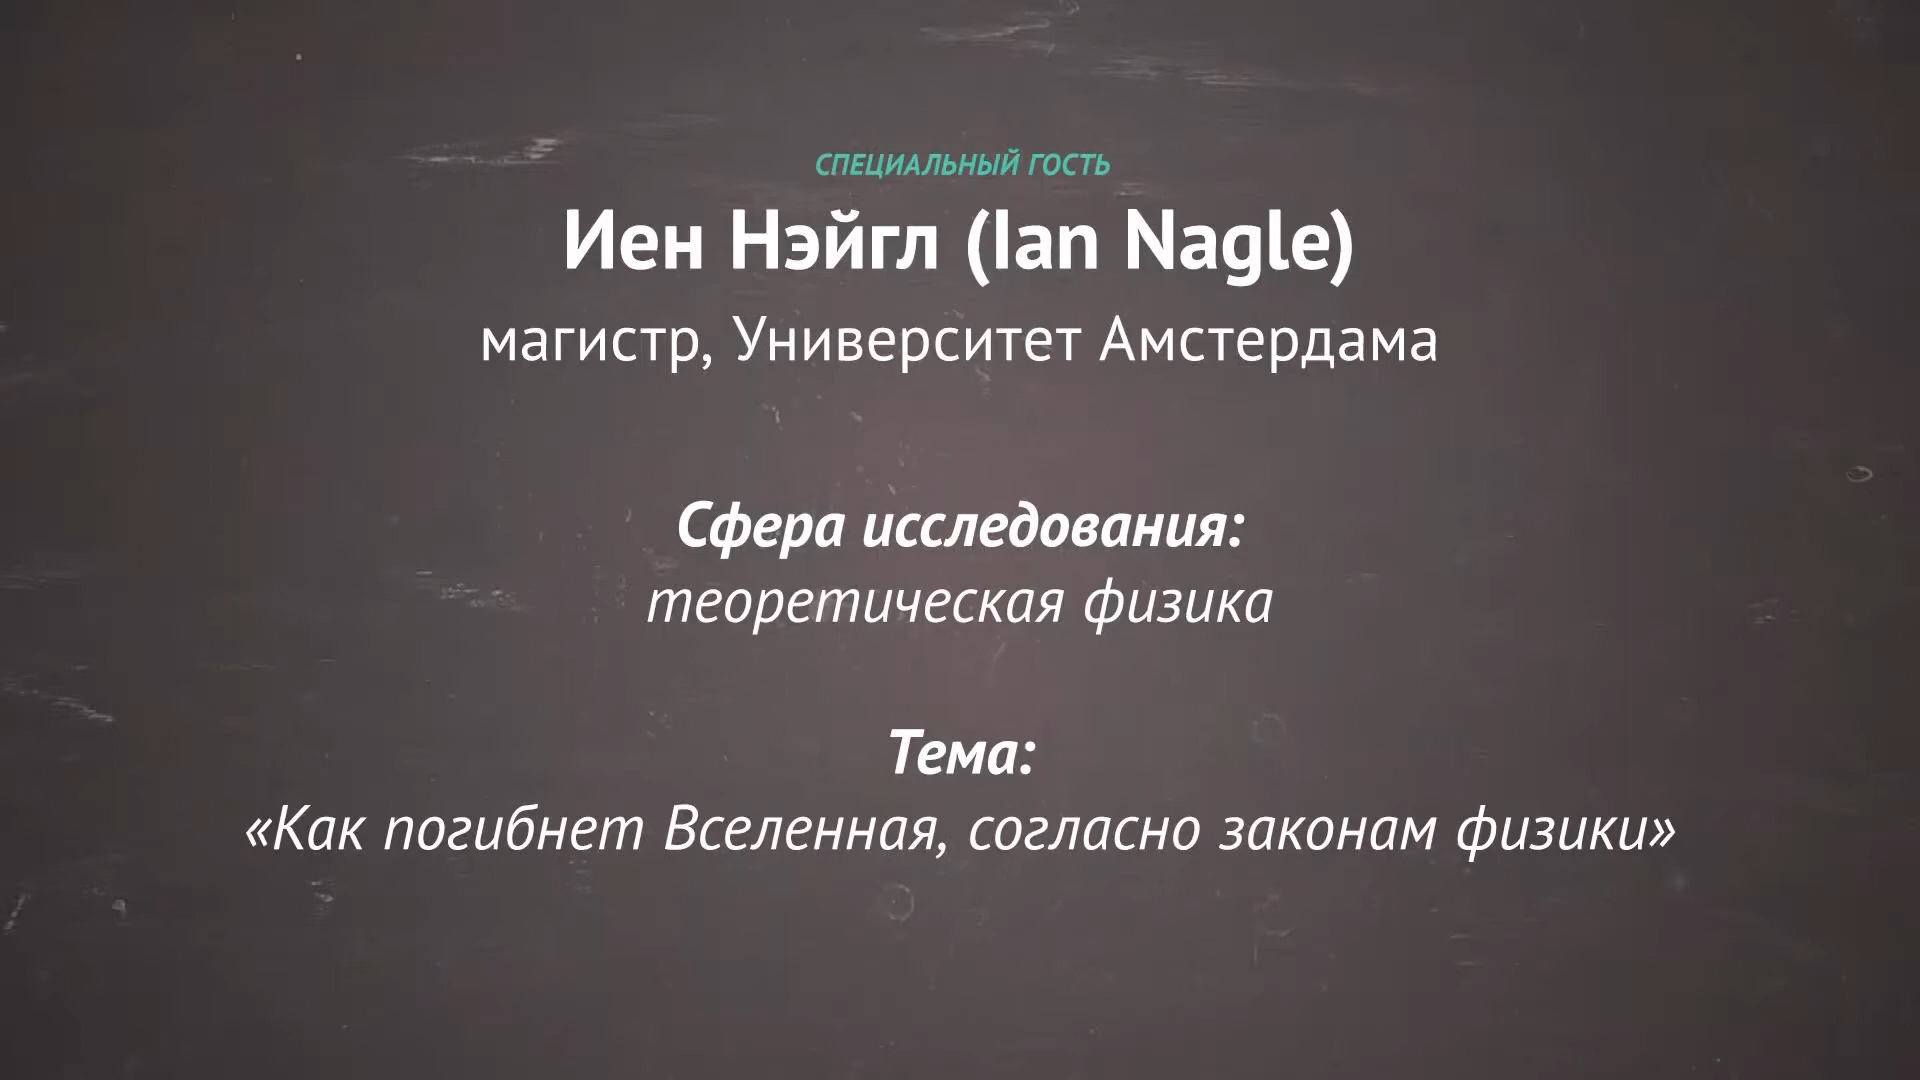 СПЕЦИАЛЬНЫЙ ГОСТЬ
Иен Нэйгл (Ian Nagle)
магистр, Университет Амстердама
Сфера исследования:
теоретическая физика
Тема:
«Как погибнет Вселенная, согласно законам физики»